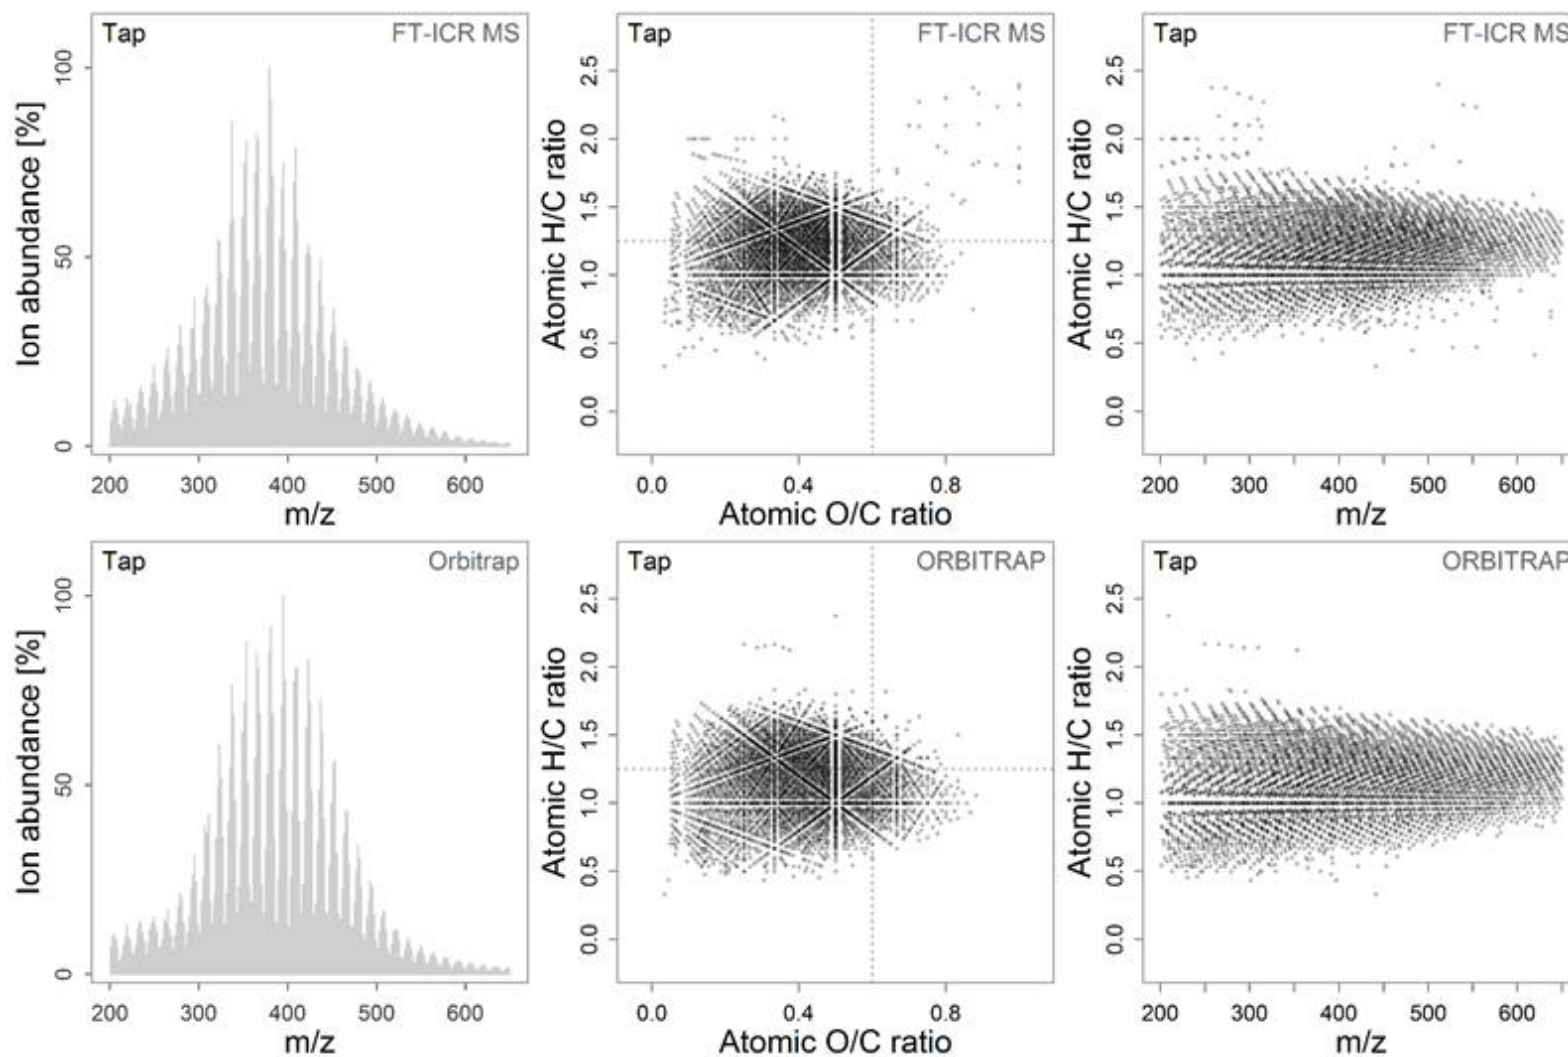 Tap FT-ICR MS
Ion abundance [%]
100
50
0
200 300 400 500 600
m/z
Tap FT-ICR MS
Atomic H/C ratio
2.5
2.0
1.5
1.0
0.5
0.0
0.0 0.4 0.8
Atomic O/C ratio
Tap FT-ICR MS
Atomic H/C ratio
2.5
2.0
1.5
1.0
0.5
0.0
200 300 400 500 600
m/z
Tap Orbitrap
Ion abundance [%]
100
50
0
200 300 400 500 600
m/z
Tap ORBITRAP
Atomic H/C ratio
2.5
2.0
1.5
1.0
0.5
0.0
0.0 0.4 0.8
Atomic O/C ratio
Tap ORBITRAP
Atomic H/C ratio
2.5
2.0
1.5
1.0
0.5
0.0
200 300 400 500 600
m/z